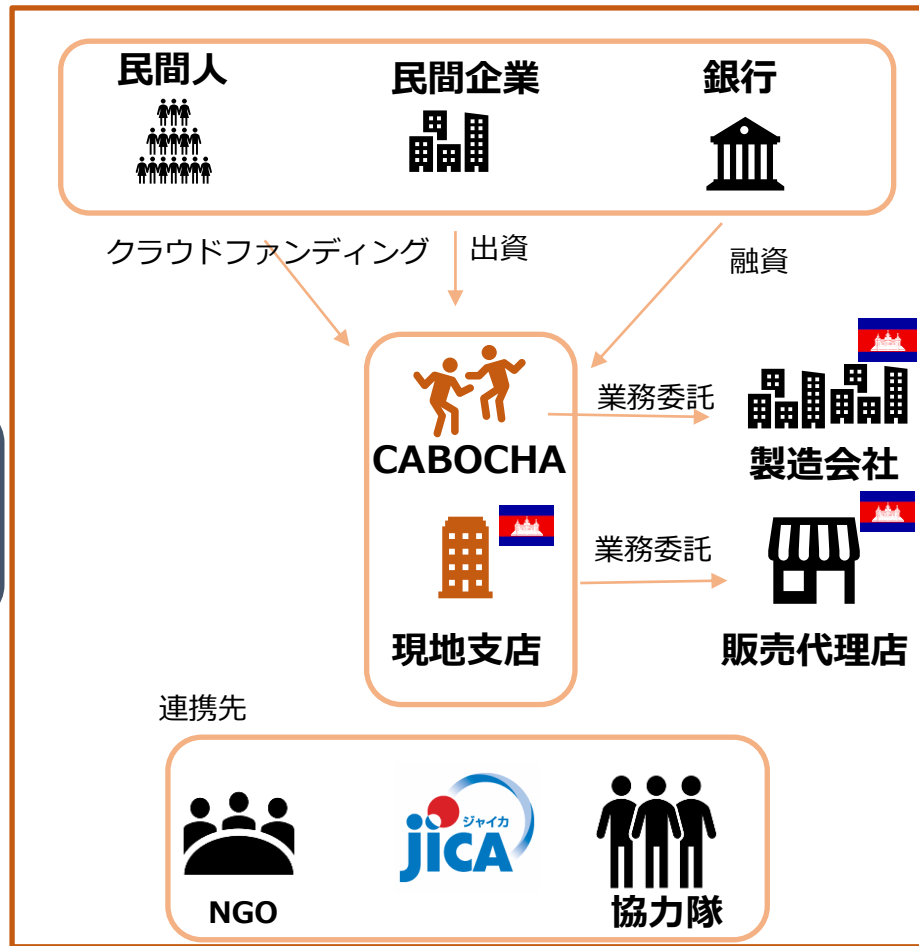 民間人
民間企業
銀行
クラウドファンディング
出資
融資
業務委託
CABOCHA
製造会社
業務委託
現地支店
販売代理店
連携先
ジャイカ
jICA
NGO
協力隊